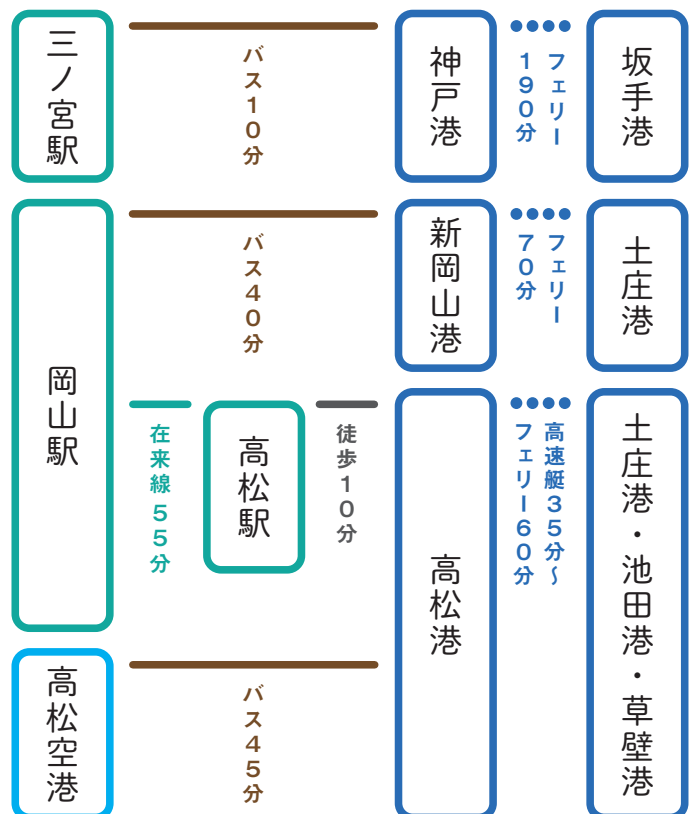 三ノ宮駅
バス10分
神戸港
フェリー
190分
坂手港
岡山駅
バス40分
新岡山港
フェリー
70分
土庄港
在来線 55分
高松駅
徒歩10分
高松港
高速艇35分〜
フェリー60分
土庄港・池田港・草壁港
高松空港
バス45分